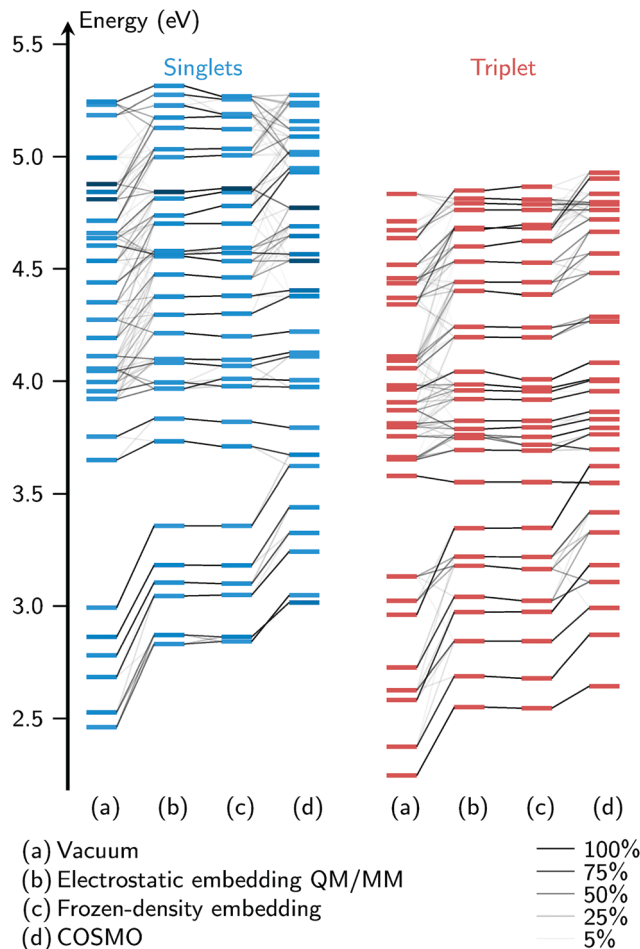 Energy (eV)
Singlets
Triplet
5.5
5.0
4.5
4.0
3.5
3.0
2.5
(a) (b) (c) (d) (a) (b) (c) (d)
(a) Vacuum
(b) Electrostatic embedding QM/MM
(c) Frozen-density embedding
(d) COSMO
100%
75%
50%
25%
5%